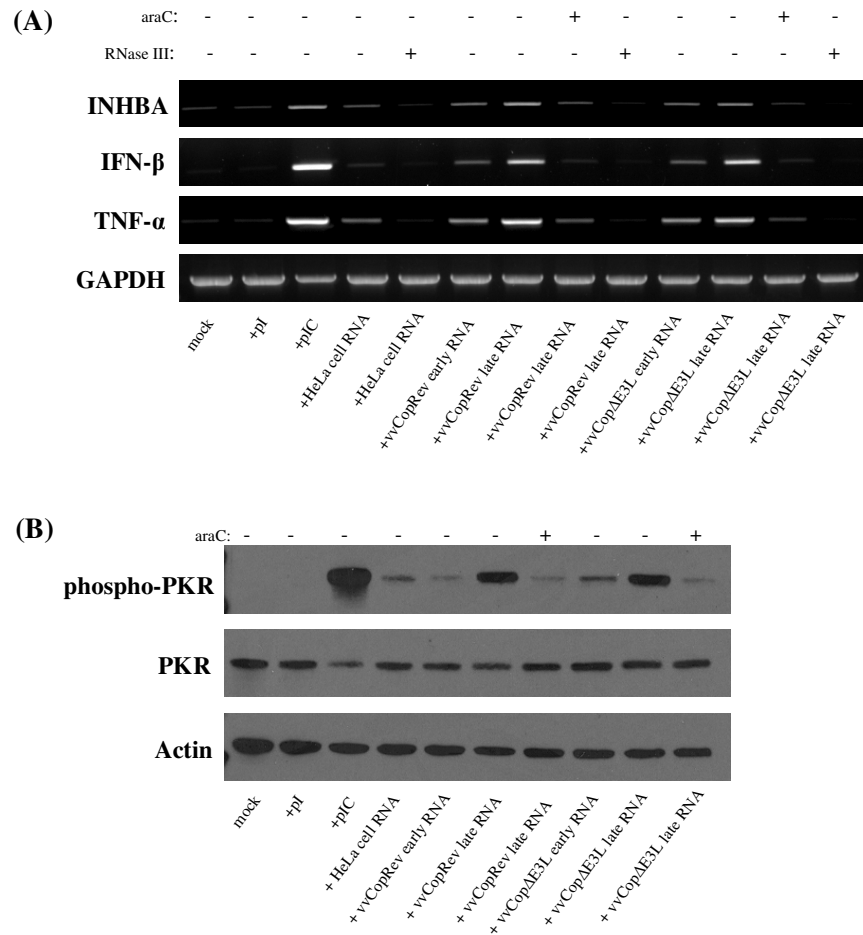 (A)
araC: - - - - - - - + - - - + -
RNase III: - - - - + - - - + - - - +
INHBA
IFN-β
TNF-α
GAPDH
mock
+pI
+pIC
+HeLa cell RNA
+HeLa cell RNA
+vvCopRev early RNA
+vvCopRev late RNA
+vvCopRev late RNA
+vvCopRev late RNA
+vvCopΔE3L early RNA
+vvCopΔE3L late RNA
+vvCopΔE3L late RNA
+vvCopΔE3L late RNA
(B)
araC: - - - - - - + - - +
phospho-PKR
PKR
Actin
mock
+pI
+pIC
+ HeLa cell RNA
+ vvCopRev early RNA
+ vvCopRev late RNA
+ vvCopRev late RNA
+ vvCopΔE3L early RNA
+ vvCopΔE3L late RNA
+ vvCopΔE3L late RNA